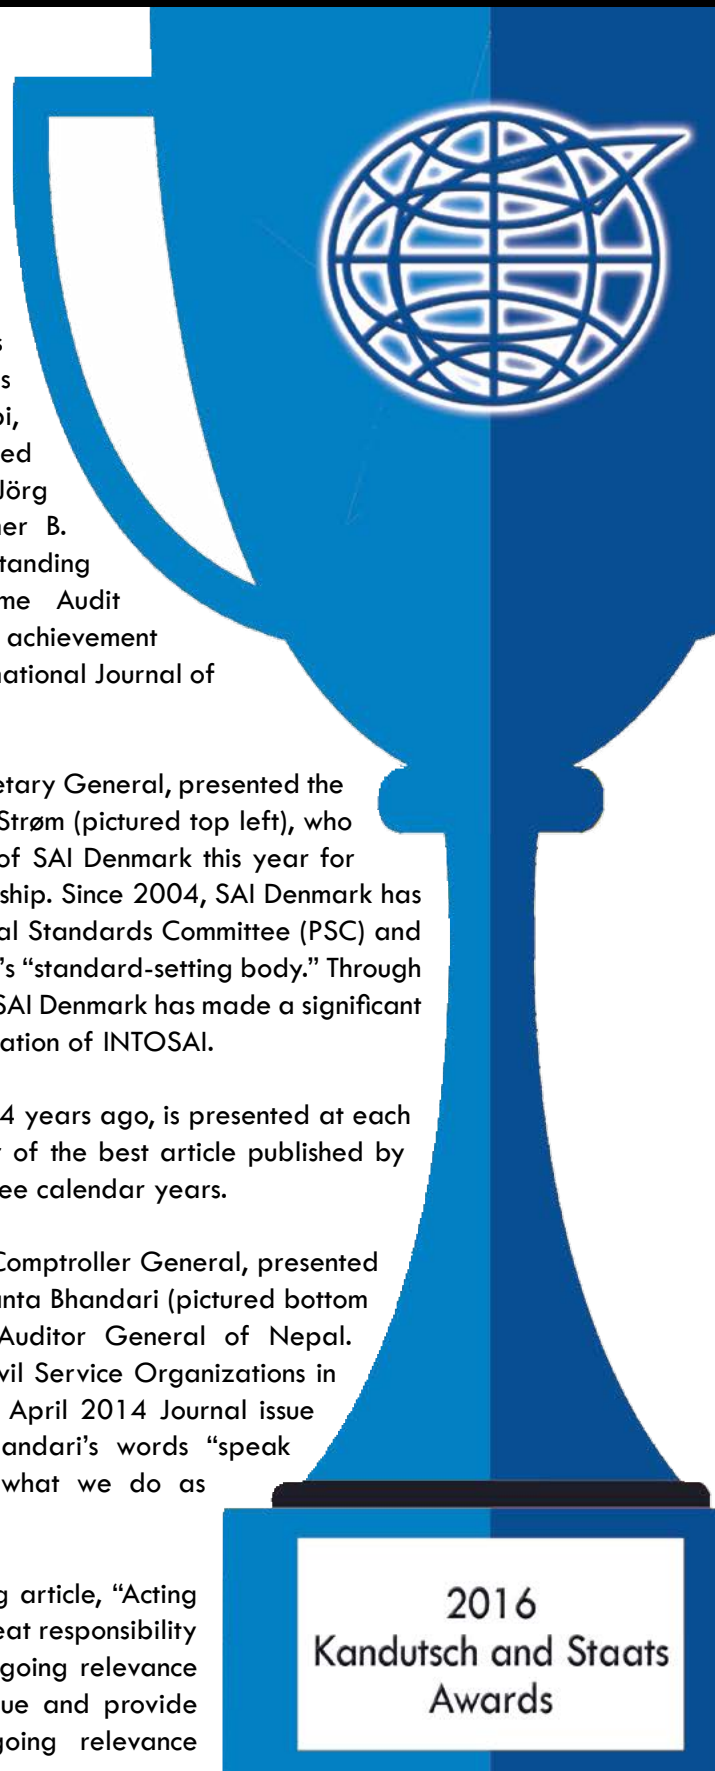 s
s
oi,
ed
Jörg
ner B.
tanding
me Audit
achievement
national Journal of
etary General, presented the
Strøm (pictured top left), who
of SAI Denmark this year for
ship. Since 2004, SAI Denmark has
al Standards Committee (PSC) and
's “standard-setting body.” Through
SAI Denmark has made a significant
ation of INTOSAI.
4 years ago, is presented at each
of the best article published by
ee calendar years.
Comptroller General, presented
anta Bhandari (pictured bottom
Auditor General of Nepal.
vil Service Organizations in
April 2014 Journal issue
andari’s words “speak
what we do as
g article, “Acting
eat responsibility
going relevance
ue and provide
going relevance
2016
Kandutsch and Staats
Awards